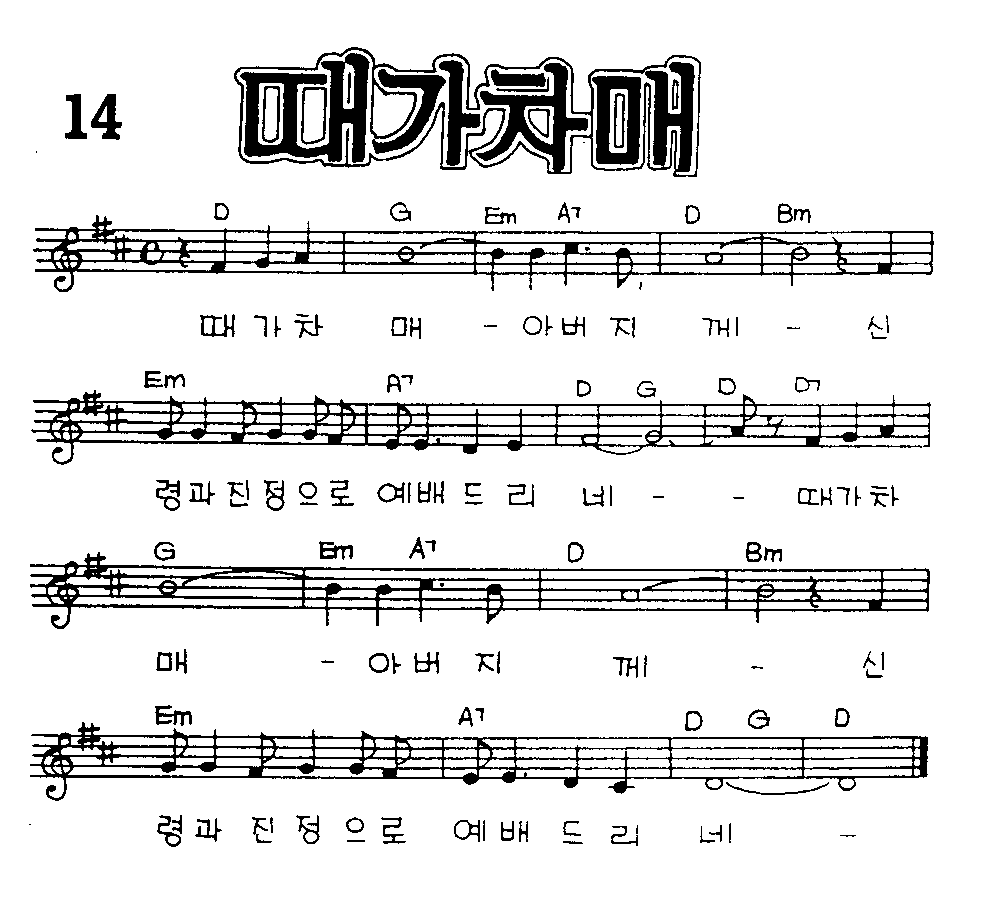 14
때가차매
D G Em A7 D Bm
때 가 차 매 - 아 버 지 께 - 신
Em A7 D G D D7
령 과 진 정 으 로 예 배 드 리 네 - - 때 가 차
G Em A7 D Bm
매 - 아 버 지 께 - 신
Em A7 D G D
령 과 진 정 으 로 예 배 드 리 네 -